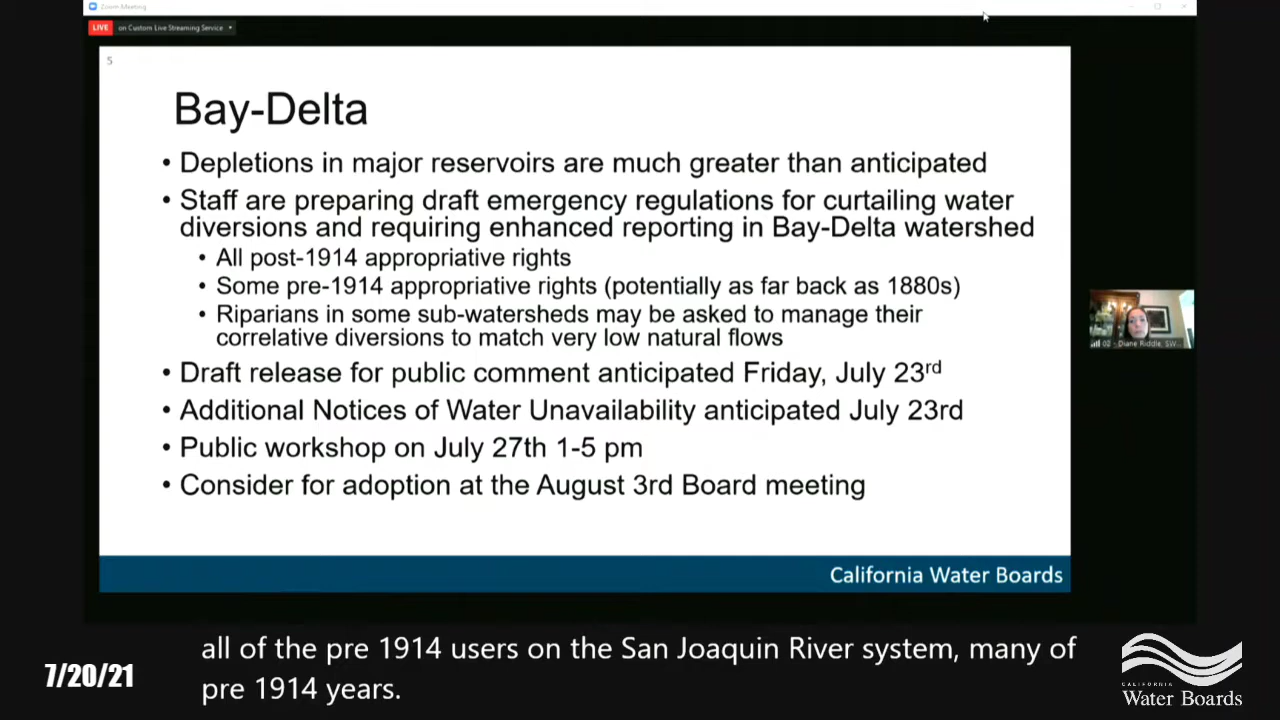 Zoom Meeting
LIVE on Custom Live Streaming Service
5
Bay-Delta
• Depletions in major reservoirs are much greater than anticipated
• Staff are preparing draft emergency regulations for curtailing water
diversions and requiring enhanced reporting in Bay-Delta watershed
• All post-1914 appropriative rights
• Some pre-1914 appropriative rights (potentially as far back as 1880s)
• Riparians in some sub-watersheds may be asked to manage their
correlative diversions to match very low natural flows
• Draft release for public comment anticipated Friday, July 23rd
• Additional Notices of Water Unavailability anticipated July 23rd
• Public workshop on July 27th 1-5 pm
• Consider for adoption at the August 3rd Board meeting
California Water Boards
02 - Diane Riddle, SW...
all of the pre 1914 users on the San Joaquin River system, many of
pre 1914 years.
7/20/21
CALIFORNIA
Water Boards